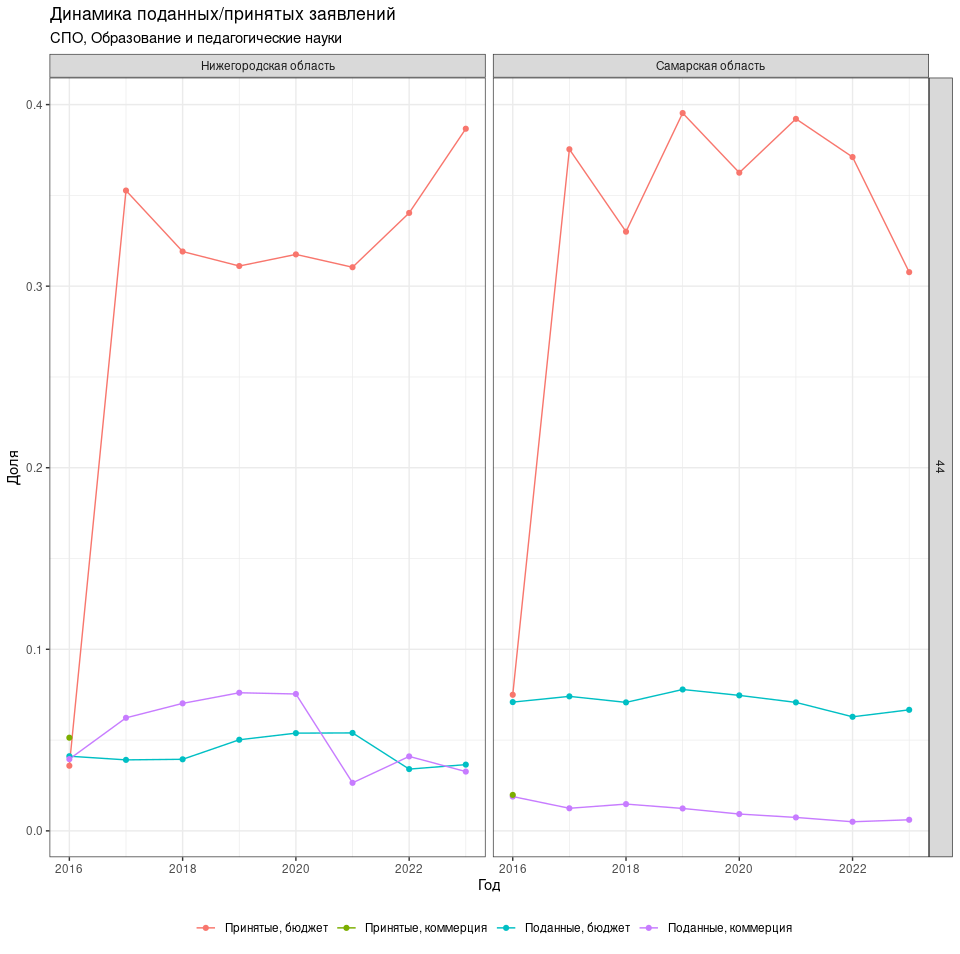 Динамика поданных/принятых заявлений
СПО, Образование и педагогические науки
Нижегородская область
Самарская область
0.4
0.3
0.2
0.1
0.0
Доля
44
2016 2018 2020 2022
2016 2018 2020 2022
Год
Принятые, бюджет Принятые, коммерция Поданные, бюджет Поданные, коммерция